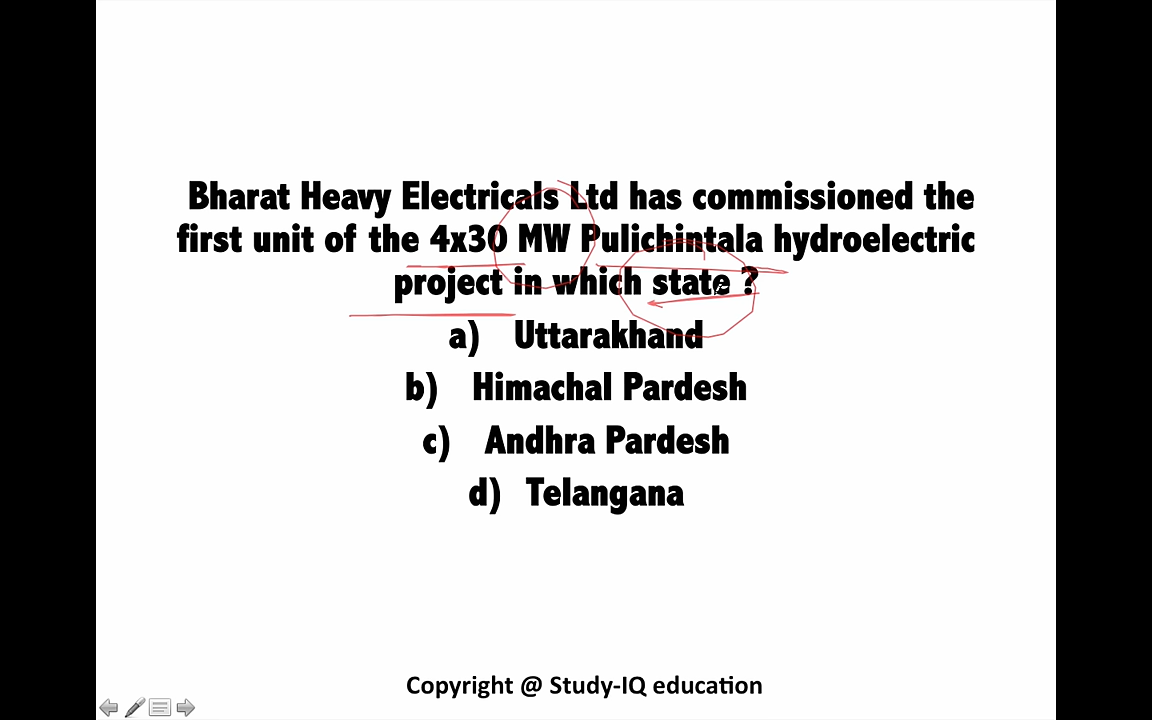 Bharat Heavy Electricals Ltd has commissioned the
first unit of the 4x30 MW Pulichintala hydroelectric
project in which state ?
a) Uttarakhand
b) Himachal Pardesh
c) Andhra Pardesh
d) Telangana
Copyright @ Study-IQ education